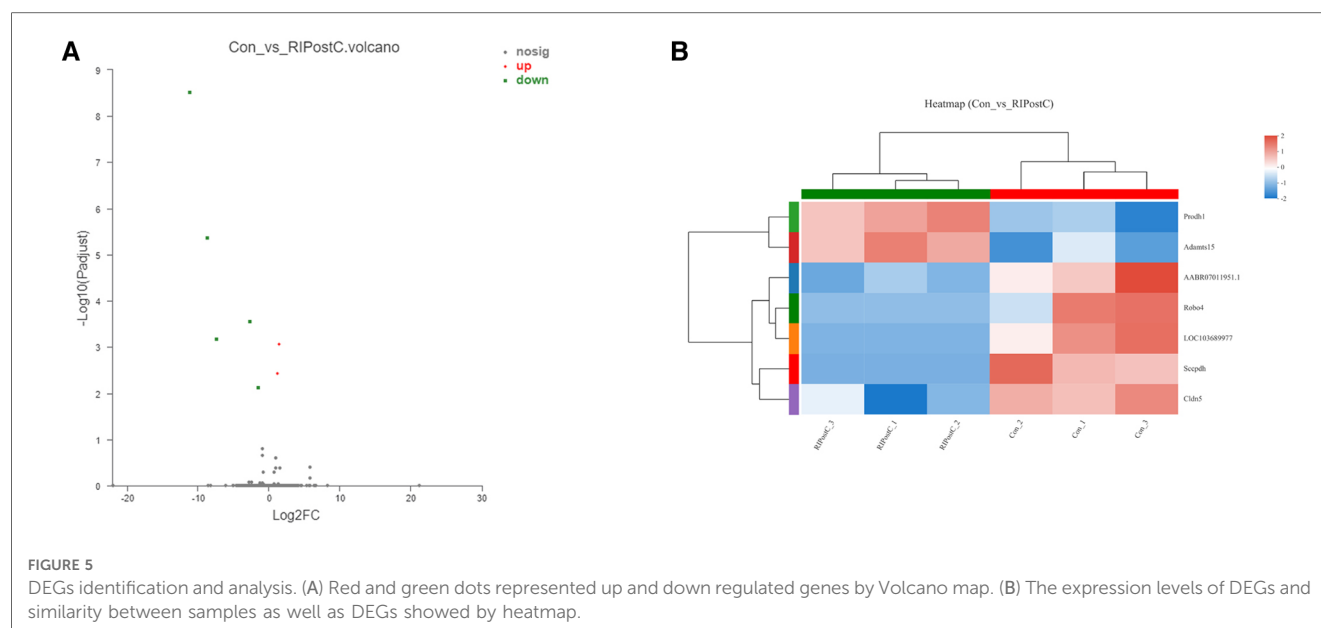 A
Con_vs_RIPostC.volcano
nosig
up
down
9
8
7
6
5
4
3
2
1
0
-Log10(Padjust)
-20
-10
0
10
20
30
Log2FC
B
Heatmap (Con_vs_RIPostC)
2
1
0
-1
-2
Prodh1
Adamts15
AABR07011951.1
Robo4
LOC103689977
Sccpdh
Cldn5
RIPostC_3
RIPostC_1
RIPostC_2
Con_2
Con_1
Con_3
FIGURE 5
DEGs identification and analysis. (A) Red and green dots represented up and down regulated genes by Volcano map. (B) The expression levels of DEGs and
similarity between samples as well as DEGs showed by heatmap.